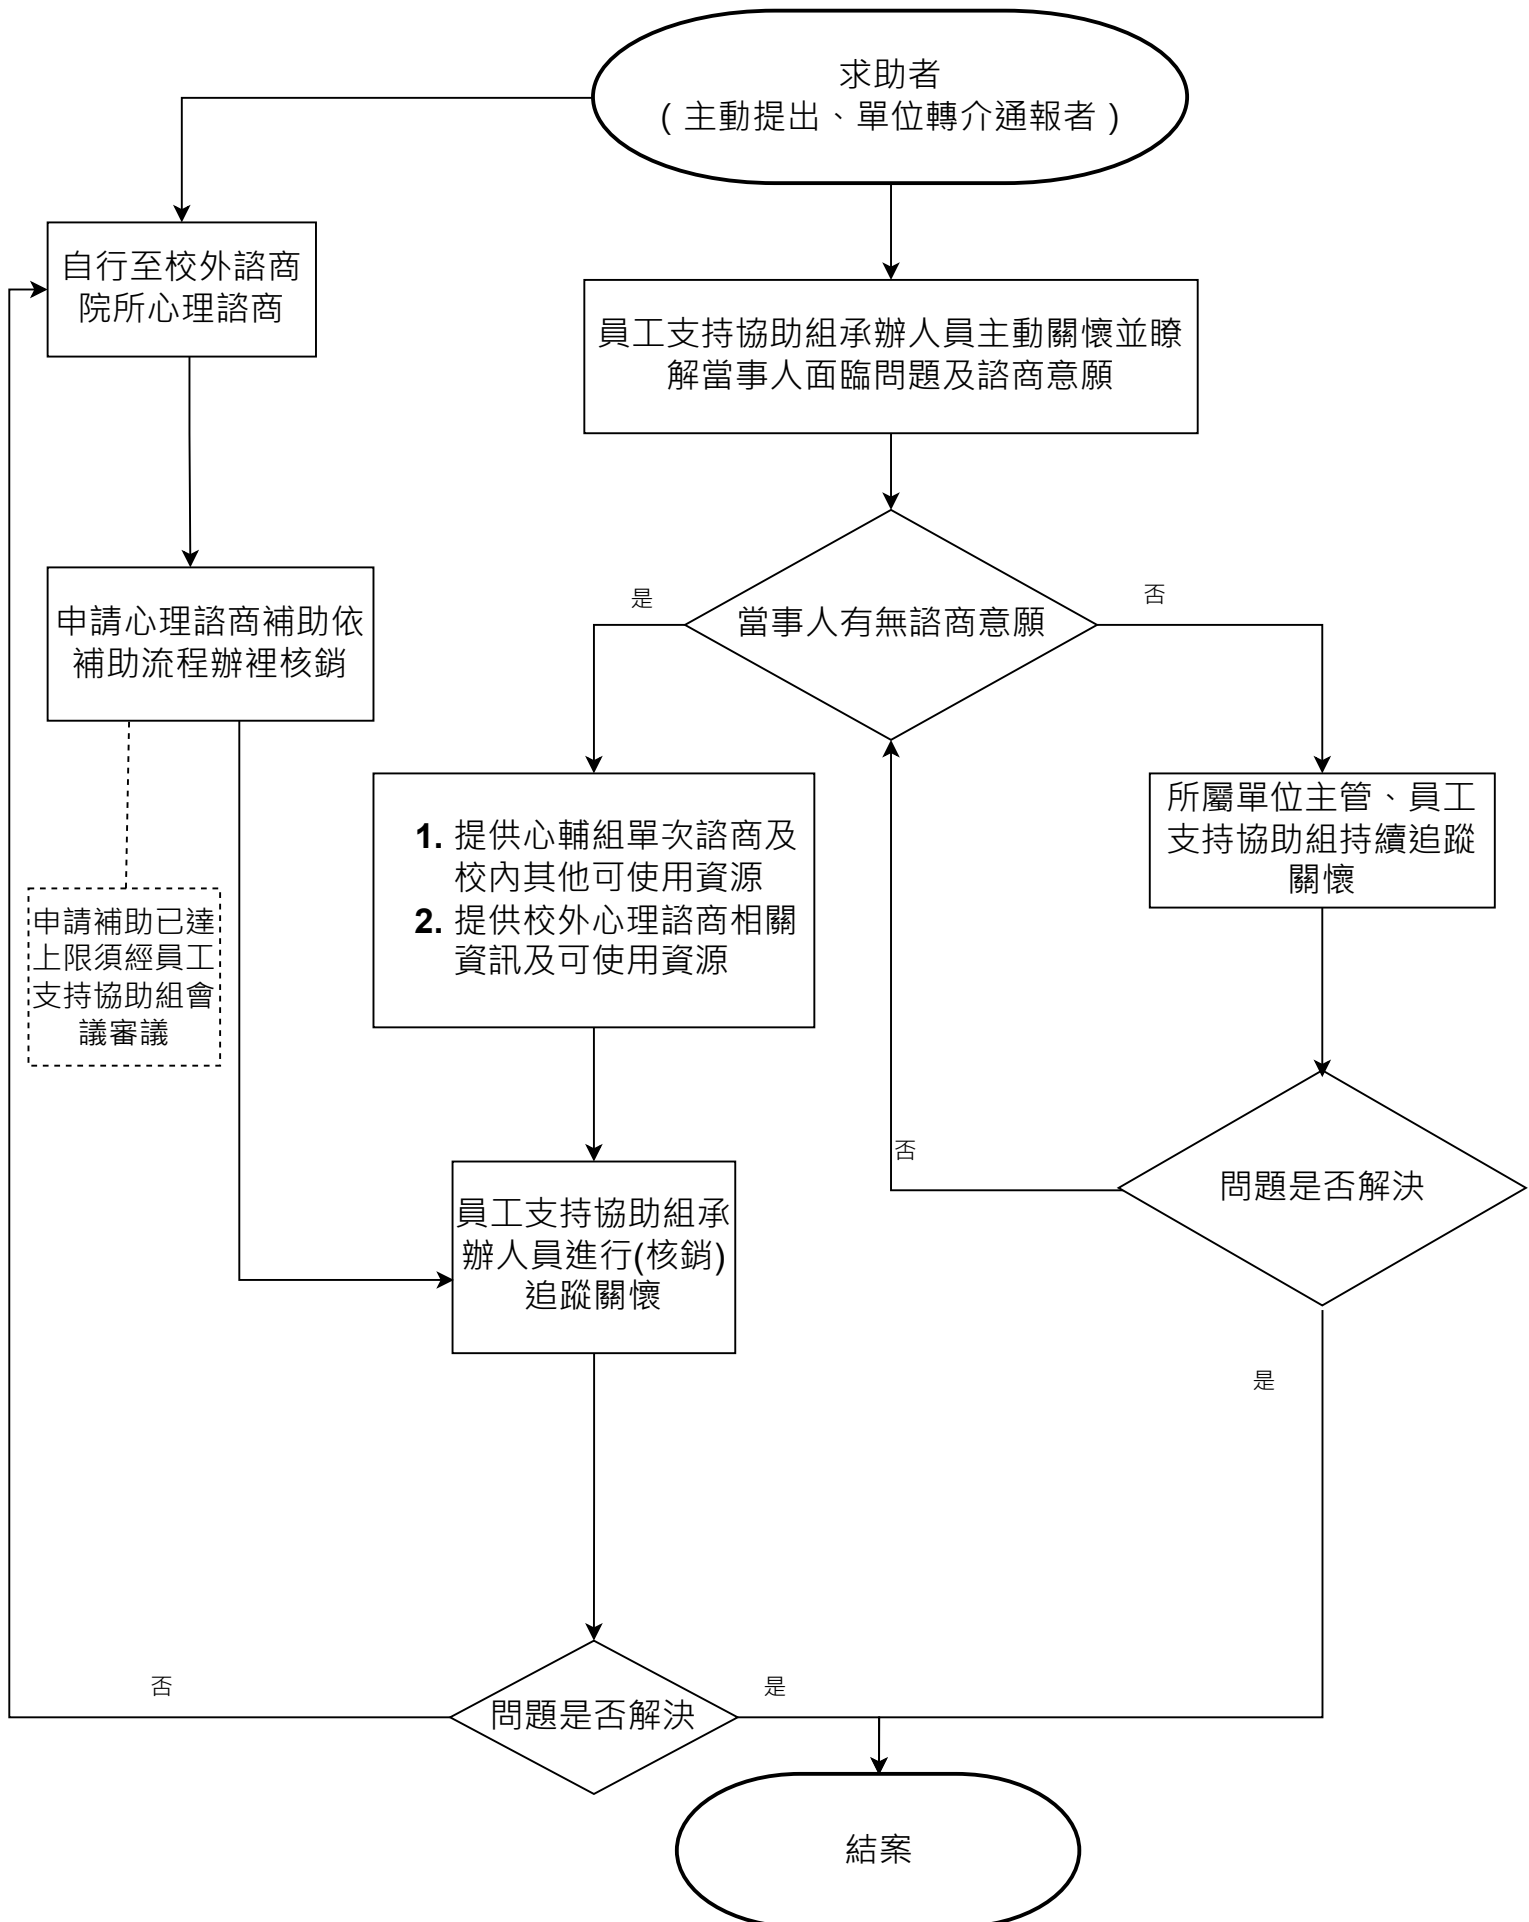 求助者
( 主動提出、單位轉介通報者 )
自行至校外諮商
院所心理諮商
員工支持協助組承辦人員主動關懷並瞭
解當事人面臨問題及諮商意願
申請心理諮商補助依
補助流程辦裡核銷
是
當事人有無諮商意願
否
1. 提供心輔組單次諮商及
校內其他可使用資源
2. 提供校外心理諮商相關
資訊及可使用資源
所屬單位主管、員工
支持協助組持續追蹤
關懷
申請補助已達
上限須經員工
支持協助組會
議審議
否
問題是否解決
員工支持協助組承
辦人員進行(核銷)
追蹤關懷
是
否
問題是否解決
是
結案